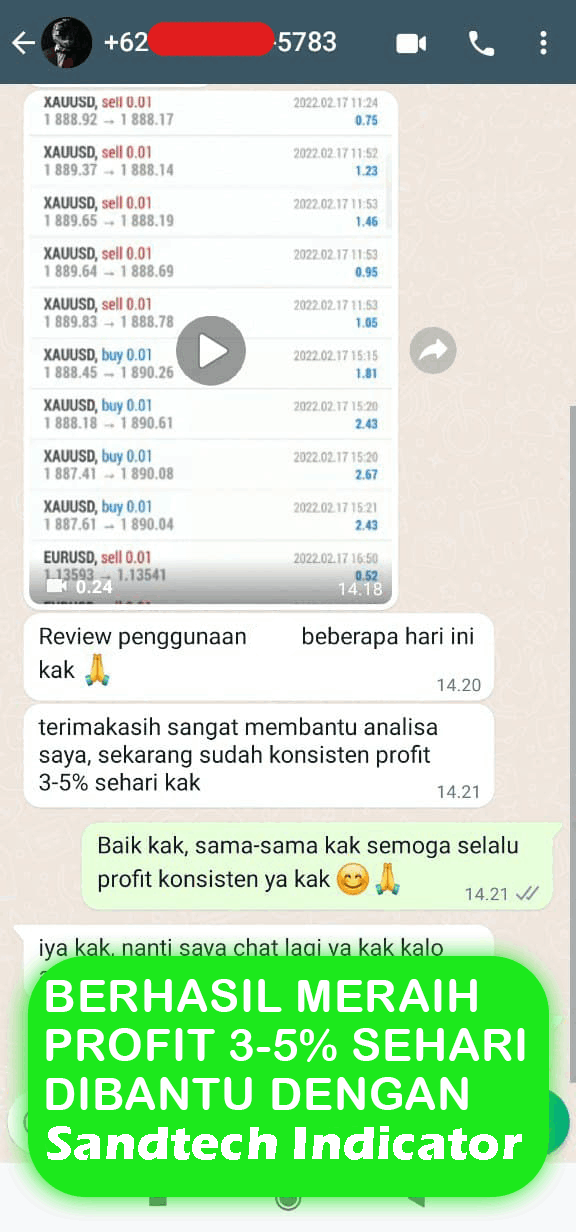 +62 -5783
XAUUSD, sell 0.01 2022.02.17 11:24
1 888.92 → 1 888.17 0.75
XAUUSD, sell 0.01 2022.02.17 11:52
1 889.37 → 1 888.14 1.23
XAUUSD, sell 0.01 2022.02.17 11:53
1 889.65 → 1 888.19 1.46
XAUUSD, sell 0.01 2022.02.17 11:53
1 889.64 → 1 888.69 0.95
XAUUSD, sell 0.01 2022.02.17 11:53
1 889.83 → 1 888.78 1.05
XAUUSD, buy 0.01 2022.02.17 15:15
1 888.45 → 1 890.26 1.81
XAUUSD, buy 0.01 2022.02.17 15:20
1 888.18 → 1 890.61 2.43
XAUUSD, buy 0.01 2022.02.17 15:20
1 887.41 → 1 890.08 2.67
XAUUSD, buy 0.01 2022.02.17 15:21
1 887.61 → 1 890.04 2.43
EURUSD, sell 0.01 2022.02.17 16:50
1.13593 → 1.13541 0.52
0.24 14.18
Review penggunaan beberapa hari ini
kak 🙏
14.20
terimakasih sangat membantu analisa
saya, sekarang sudah konsisten profit
3-5% sehari kak
14.21
Baik kak, sama-sama kak semoga selalu
profit konsisten ya kak 😊🙏
14.21
iya kak, nanti saya chat lagi ya kak kalo
BERHASIL MERAIH
PROFIT 3-5% SEHARI
DIBANTU DENGAN
Sandtech Indicator